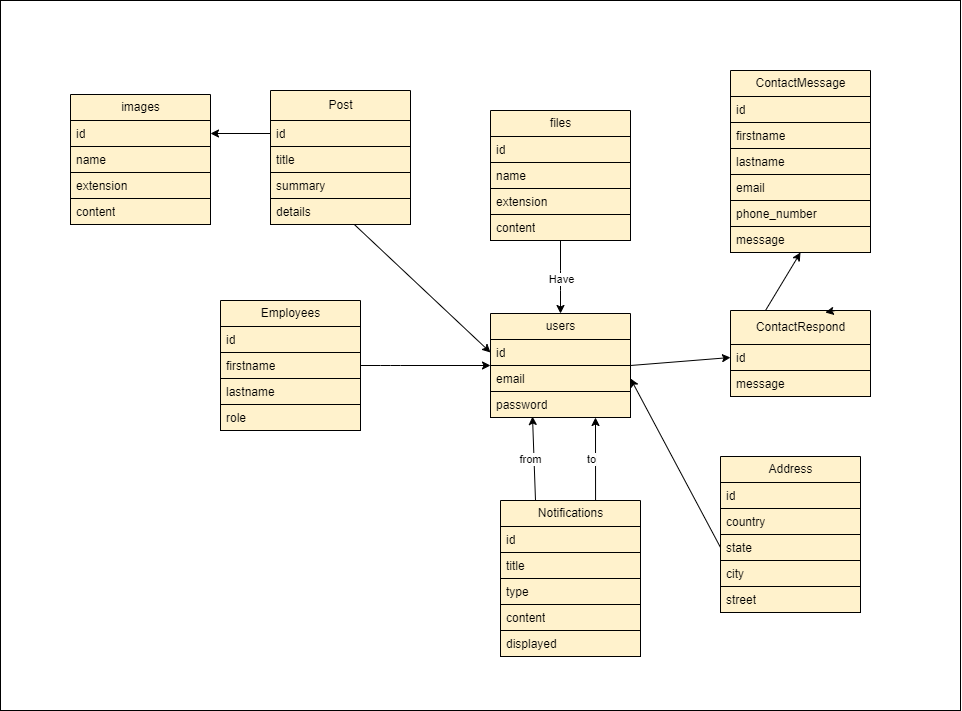 images
id
name
extension
content
Post
id
title
summary
details
files
id
name
extension
content
Have
ContactMessage
id
firstname
lastname
email
phone_number
message
Employees
id
firstname
lastname
role
users
id
email
password
ContactRespond
id
message
from
to
Notifications
id
title
type
content
displayed
Address
id
country
state
city
street